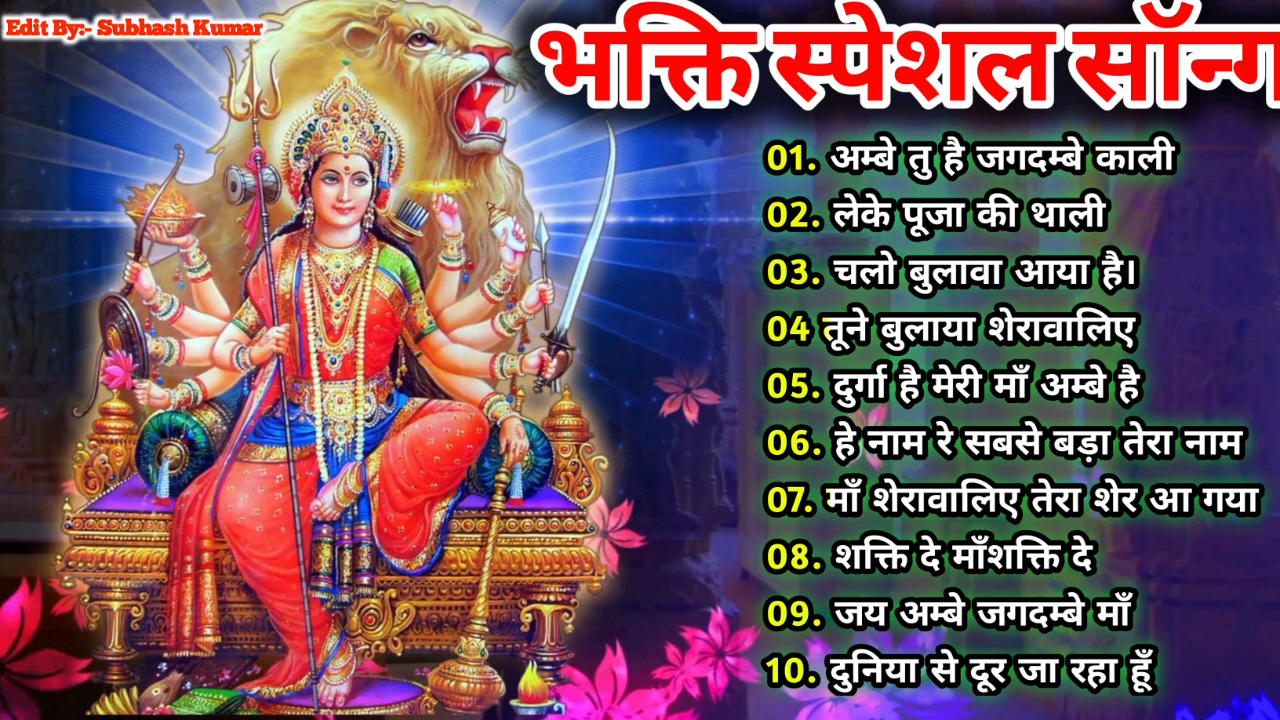 Edit By:- Subhash Kumar
भक्ति स्पेशल सॉन्ग
01. अम्बे तु है जगदम्बे काली
02. लेके पूजा की थाली
03. चलो बुलावा आया है।
04 तूने बुलाया शेरावालिए
05. दुर्गा है मेरी माँ अम्बे है
06. हे नाम रे सबसे बड़ा तेरा नाम
07. माँ शेरावालिए तेरा शेर आ गया
08. शक्ति दे माँशक्ति दे
09. जय अम्बे जगदम्बे माँ
10. दुनिया से दूर जा रहा हूँ